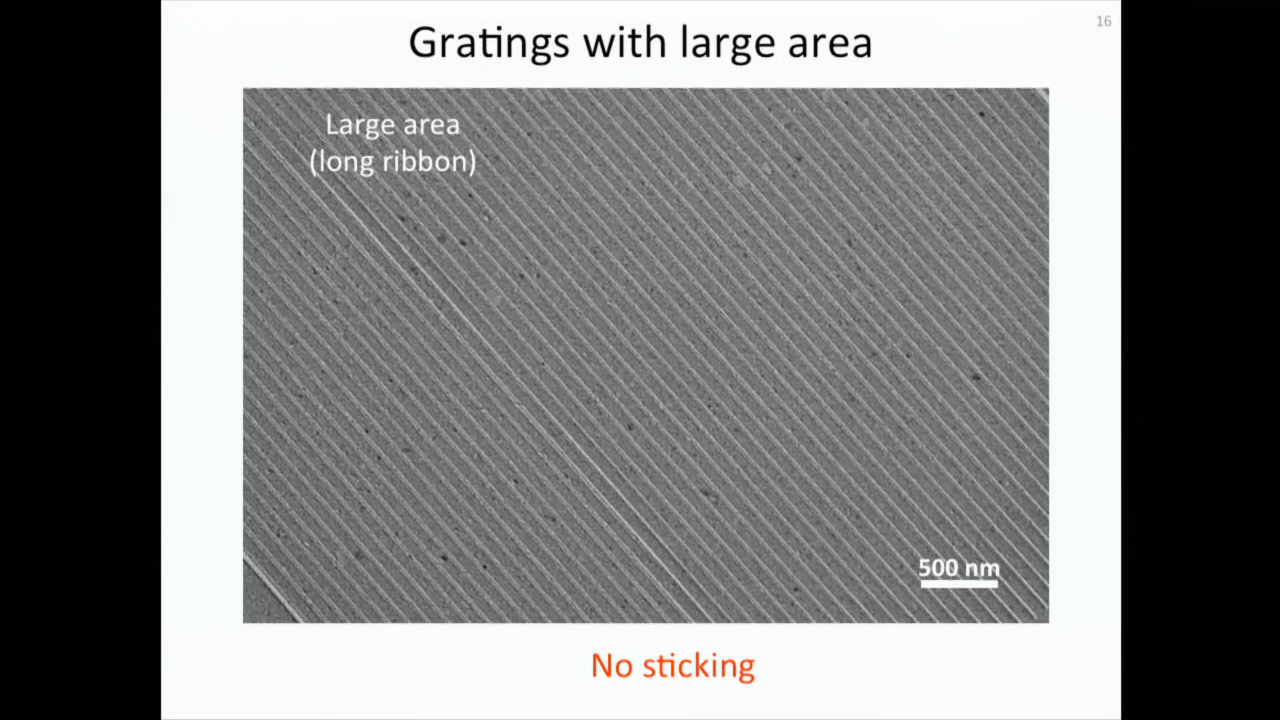 16
Gratings with large area
Large area
(long ribbon)
500 nm
No sticking